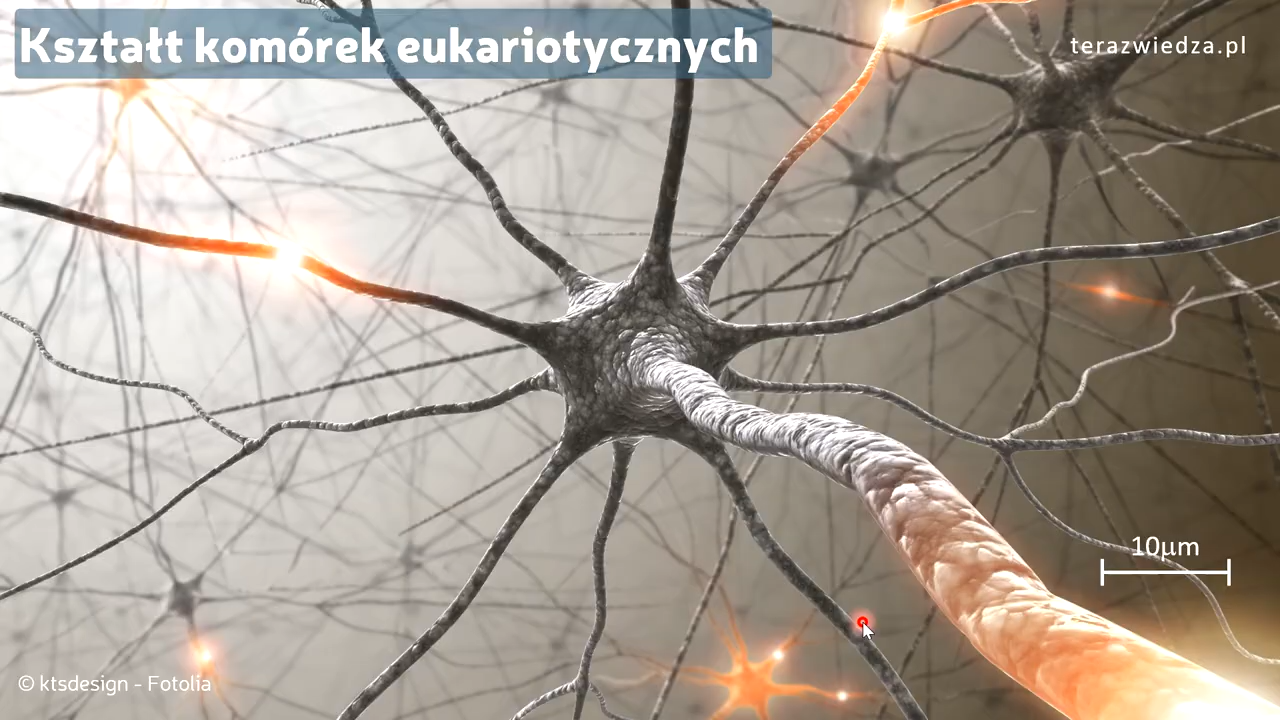 Kształt komórek eukariotycznych
terazwiedza.pl
10µm
© ktsdesign - Fotolia